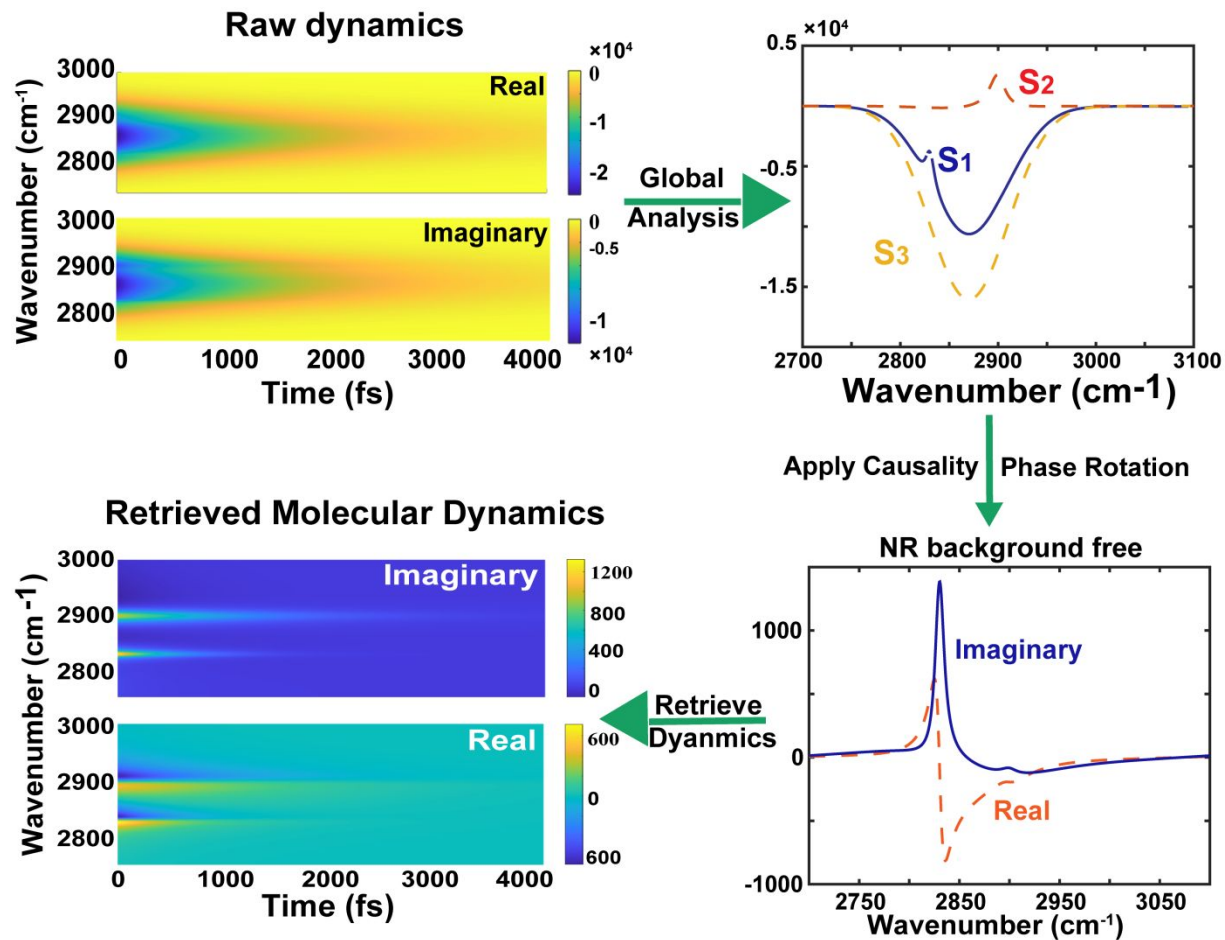 Raw dynamics
×10⁴
3000
Real
0
2900
-1
2800
-2
Wavenumber (cm⁻¹)
3000
Imaginary
0
-0.5
2900
2800
-1
×10⁴
0 1000 2000 3000 4000
Time (fs)
Global
Analysis
×10⁴
0.5
S2
S1
-0.5
S3
-1.5
2700 2800 2900 3000 3100
Wavenumber (cm-1)
Apply Causality
Phase Rotation
NR background free
1000
Imaginary
0
Real
-1000
2750 2850 2950 3050
Wavenumber (cm⁻¹)
Retrieve
Dyanmics
Retrieved Molecular Dynamics
3000
Imaginary
1200
2900
800
400
2800
0
Wavenumber (cm-1)
3000
Real
600
2900
0
2800
600
0 1000 2000 3000 4000
Time (fs)